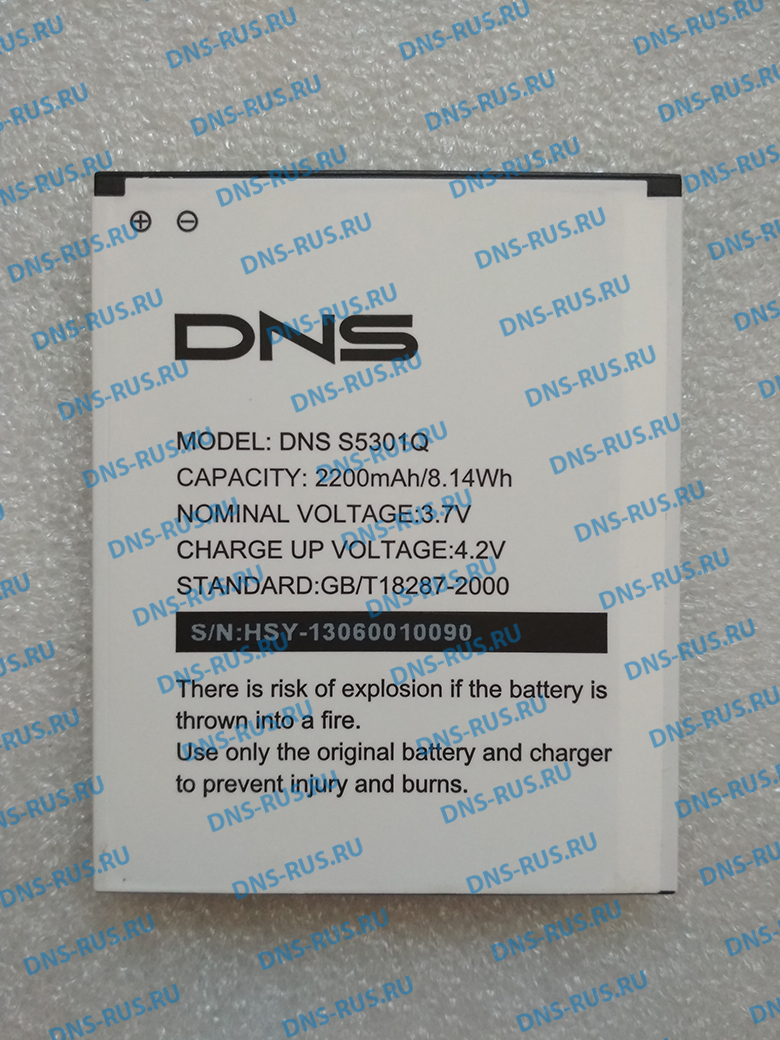 ⊕ ⊖
DNS
MODEL: DNS S5301Q
CAPACITY: 2200mAh/8.14Wh
NOMINAL VOLTAGE:3.7V
CHARGE UP VOLTAGE:4.2V
STANDARD:GB/T18287-2000
S/N:HSY-13060010090
There is risk of explosion if the battery is
thrown into a fire.
Use only the original battery and charger
to prevent injury and burns.
DNS-RUS.RU